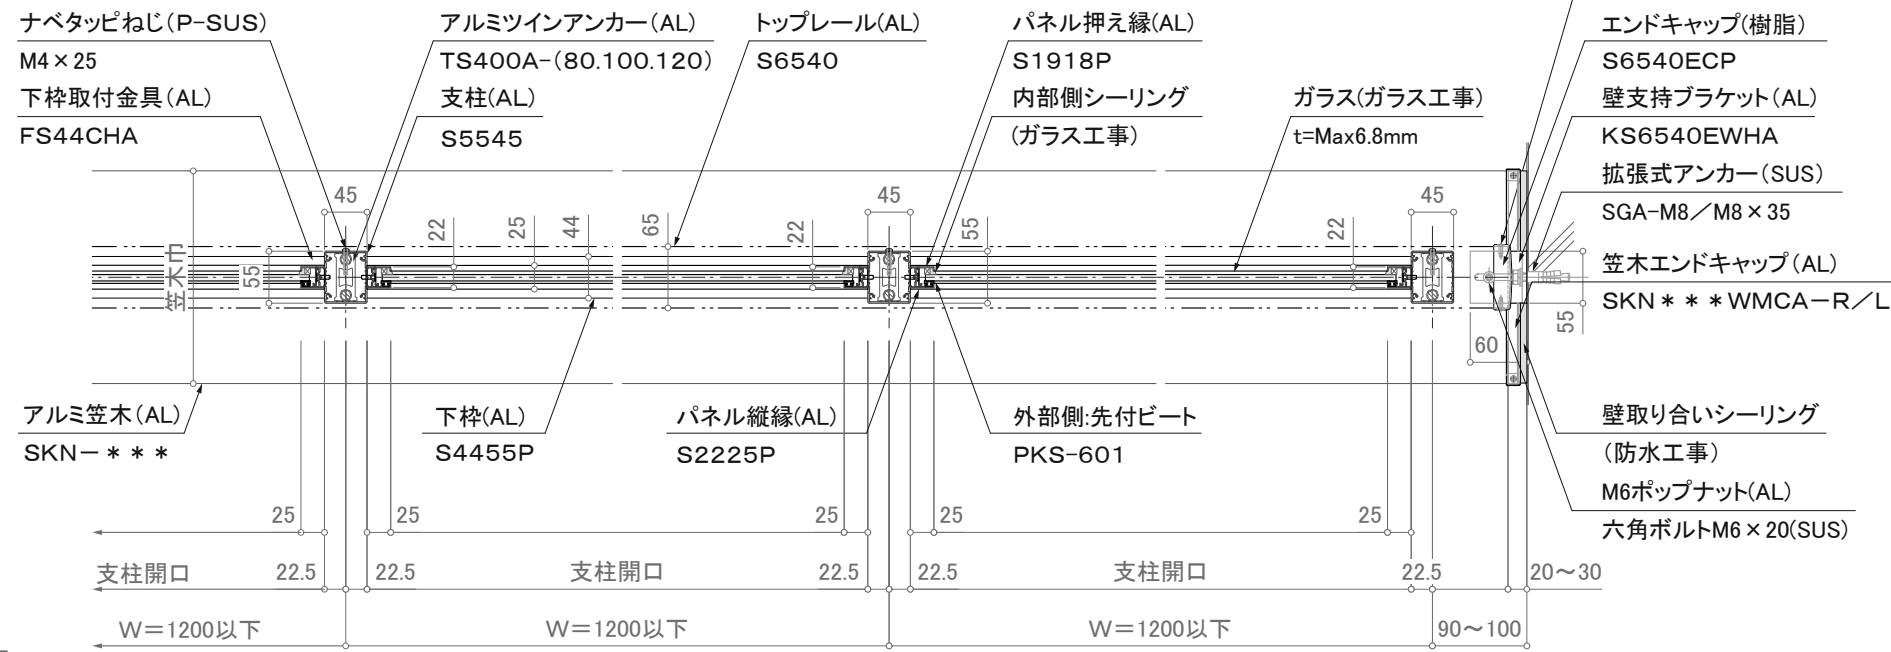 ナベタッピねじ(P-SUS)
M4×25
下枠取付金具(AL)
FS44CHA
アルミツインアンカー(AL)
TS400A-(80.100.120)
支柱(AL)
S5545
トップレール(AL)
S6540
パネル押え縁(AL)
S1918P
内部側シーリング
(ガラス工事)
ガラス(ガラス工事)
t=Max6.8mm
エンドキャップ(樹脂)
S6540ECP
壁支持ブラケット(AL)
KS6540EWHA
拡張式アンカー(SUS)
SGA-M8/M8×35
笠木エンドキャップ(AL)
SKN***WMCA-R/L
45
22
25
44
65
22
45
55
22
45
笠木巾
55
55
60
アルミ笠木(AL)
SKN-***
下枠(AL)
S4455P
パネル縦縁(AL)
S2225P
外部側:先付ビート
PKS-601
壁取り合いシーリング
(防水工事)
M6ポップナット(AL)
六角ボルトM6×20(SUS)
25
25
25
25
25
支柱開口
22.5
22.5
支柱開口
22.5
22.5
支柱開口
22.5
20~30
W=1200以下
W=1200以下
W=1200以下
90~100